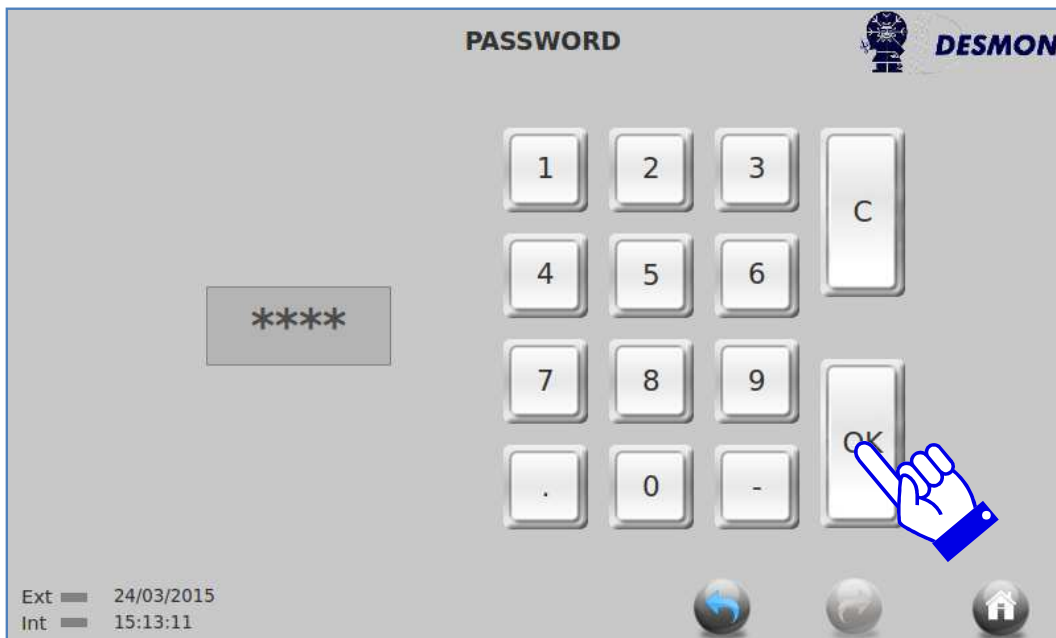 PASSWORD
DESMON
1 2 3
C
4 5 6
****
7 8 9
OK
. 0 -
Ext 24/03/2015
Int 15:13:11